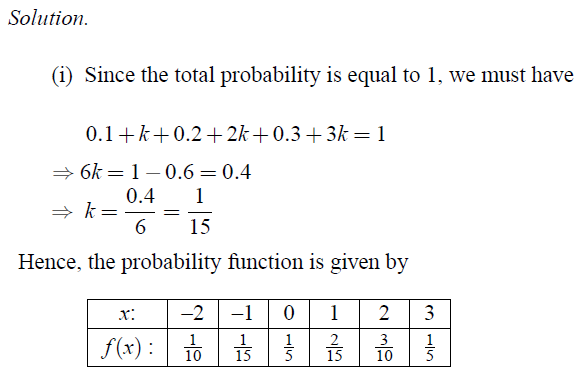 Solution.
(i) Since the total probability is equal to 1, we must have
0.1+k+0.2+2k+0.3+3k = 1
⇒ 6k = 1 − 0.6 = 0.4
⇒ k = 0.4/6 = 1/15
Hence, the probability function is given by
x: −2 −1 0 1 2 3
f(x) : 1/10 1/15 1/5 2/15 3/10 1/5